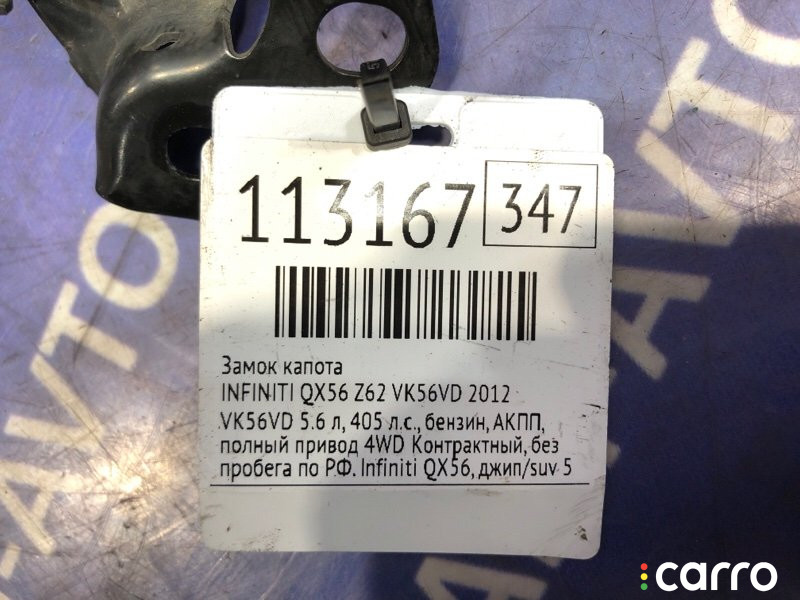 113167 347
Замок капота
INFINITI QX56 Z62 VK56VD 2012
VK56VD 5.6 л, 405 л.с., бензин, АКПП,
полный привод 4WD Контрактный, без
пробега по РФ. Infiniti QX56, джип/suv 5
carro